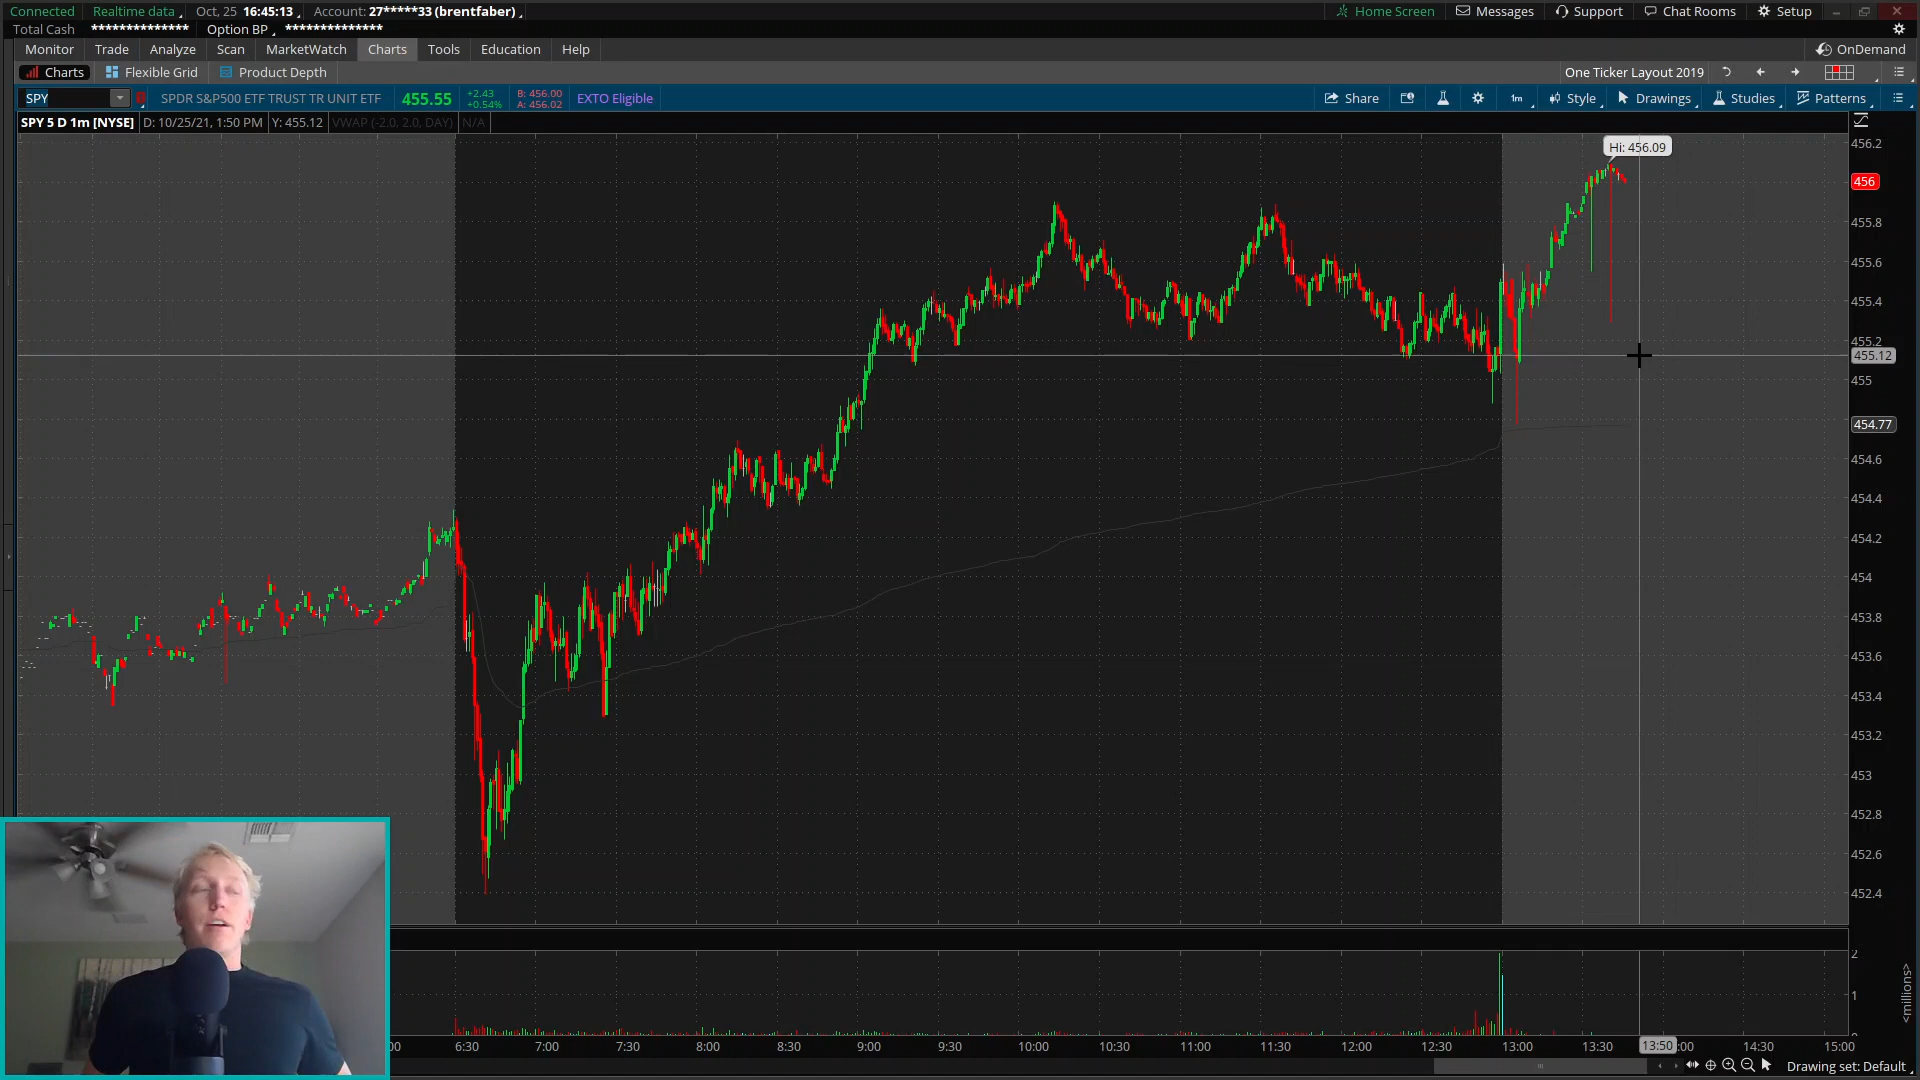 Connected Realtime data Oct, 25 16:45:13 Account: 27*****33 (brentfaber) Home Screen Messages Support Chat Rooms Setup
Total Cash ************** Option BP **************
Monitor Trade Analyze Scan MarketWatch Charts Tools Education Help OnDemand
Charts Flexible Grid Product Depth One Ticker Layout 2019
SPY SPDR S&P500 ETF TRUST TR UNIT ETF 455.55 +2.43 +0.54% B: 456.00 A: 456.02 EXTO Eligible Share 1m Style Drawings Studies Patterns
SPY 5 D 1m [NYSE] D: 10/25/21, 1:50 PM Y: 455.12 VWAP (-2.0, 2.0, DAY) N/A
Hi: 456.09
456.2
456
455.8
455.6
455.4
455.2
455.12
455
454.77
454.6
454.4
454.2
454
453.8
453.6
453.4
453.2
453
452.8
452.6
452.4
2
1
<millions>
6:30 7:00 7:30 8:00 8:30 9:00 9:30 10:00 10:30 11:00 11:30 12:00 12:30 13:00 13:30 13:50 14:30 15:00
Drawing set: Default